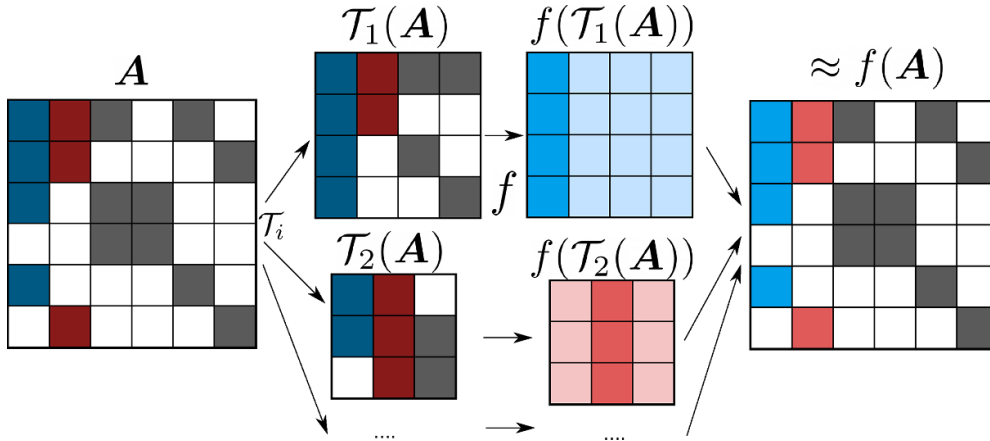 𝑨
𝒯₁(𝑨)
f(𝒯₁(𝑨))
≈ f(𝑨)
f
𝒯ᵢ
𝒯₂(𝑨)
f(𝒯₂(𝑨))
....
....